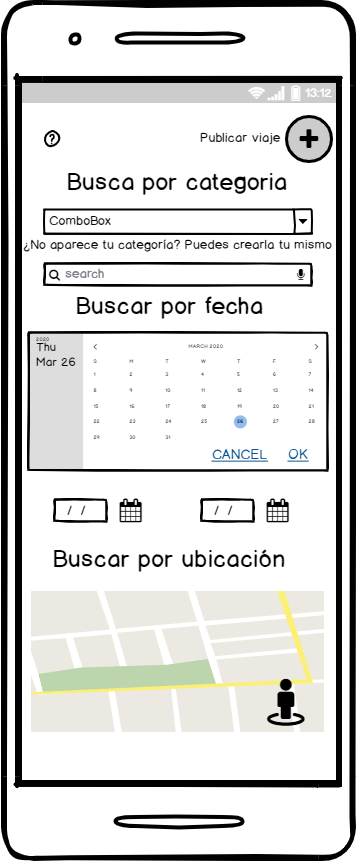 13:12
Publicar viaje
Busca por categoria
ComboBox
¿No aparece tu categoría? Puedes crearla tu mismo
search
Buscar por fecha
2020
Thu
Mar 26
MARCH 2020
S M T W T F S
1 2 3 4 5 6 7
8 9 10 11 12 13 14
15 16 17 18 19 20 21
22 23 24 25 26 27 28
29 30 31
CANCEL OK
/ / / /
Buscar por ubicación